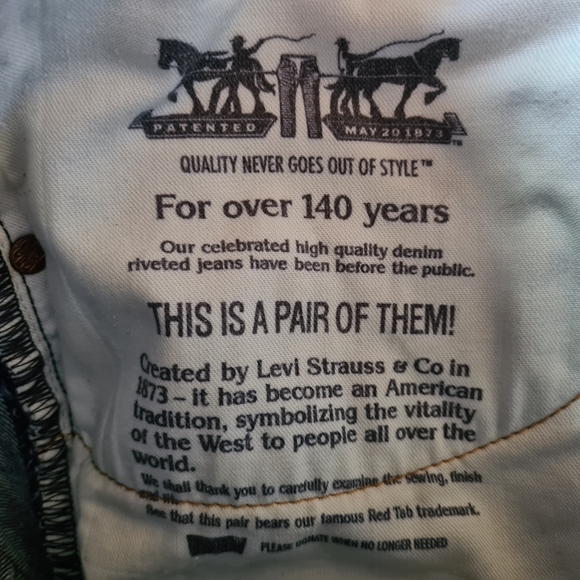 PATENTED MAY 20 1873
QUALITY NEVER GOES OUT OF STYLE™
For over 140 years
Our celebrated high quality denim
riveted jeans have been before the public.
THIS IS A PAIR OF THEM!
Created by Levi Strauss & Co in
1873 – it has become an American
tradition, symbolizing the vitality
of the West to people all over the
world.
We shall thank you to carefully examine the sewing, finish
and
See that this pair bears our famous Red Tab trademark.
PLEASE DONATE WHEN NO LONGER NEEDED